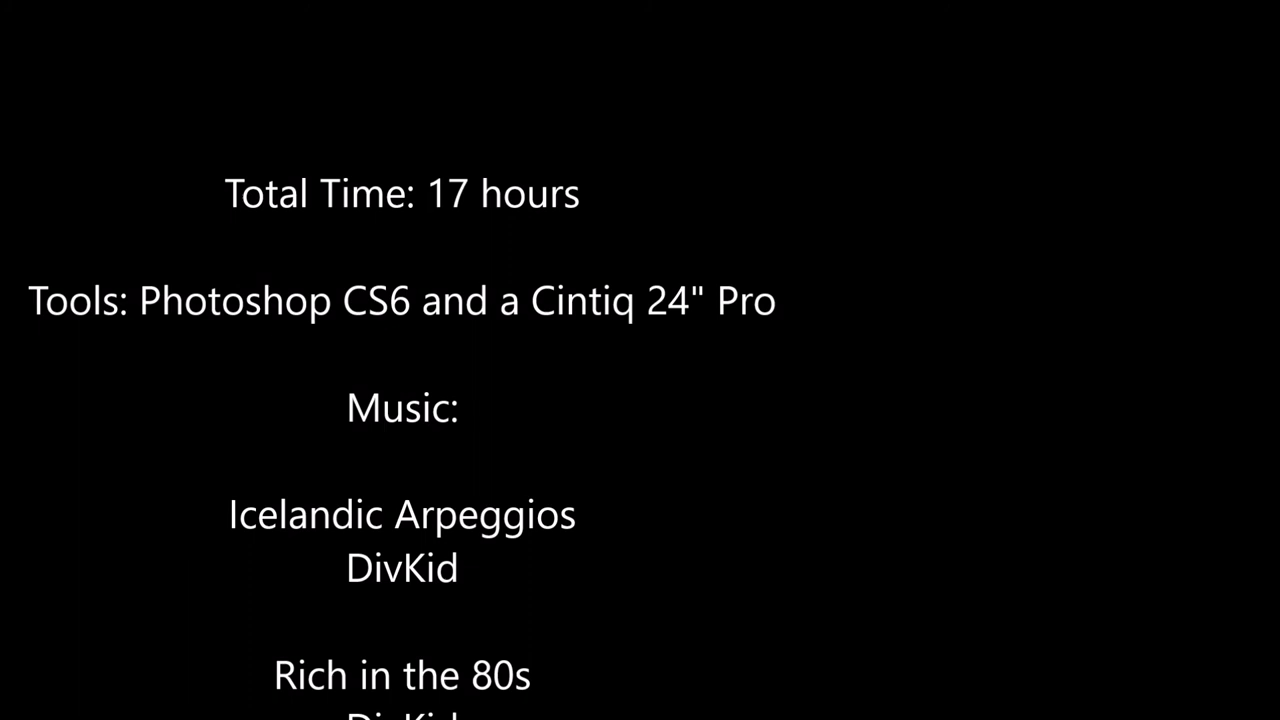 Total Time: 17 hours
Tools: Photoshop CS6 and a Cintiq 24" Pro
Music:
Icelandic Arpeggios
DivKid
Rich in the 80s
DivKid